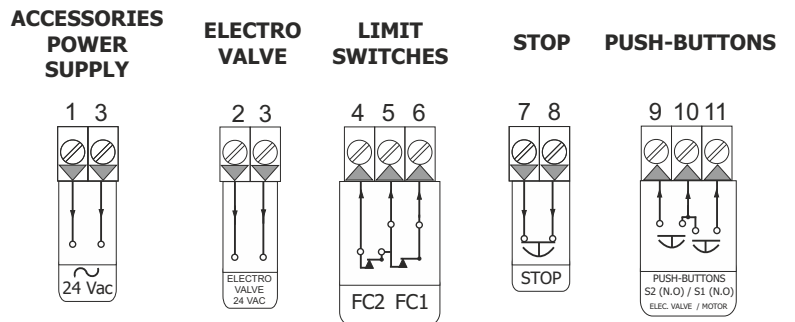 ACCESSORIES
POWER
SUPPLY
ELECTRO
VALVE
LIMIT
SWITCHES
STOP
PUSH-BUTTONS
1 3
2 3
4 5 6
7 8
9 10 11
24 Vac
ELECTRO
VALVE
24 VAC
FC2 FC1
STOP
PUSH-BUTTONS
S2 (N.O) / S1 (N.O)
ELEC. VALVE / MOTOR